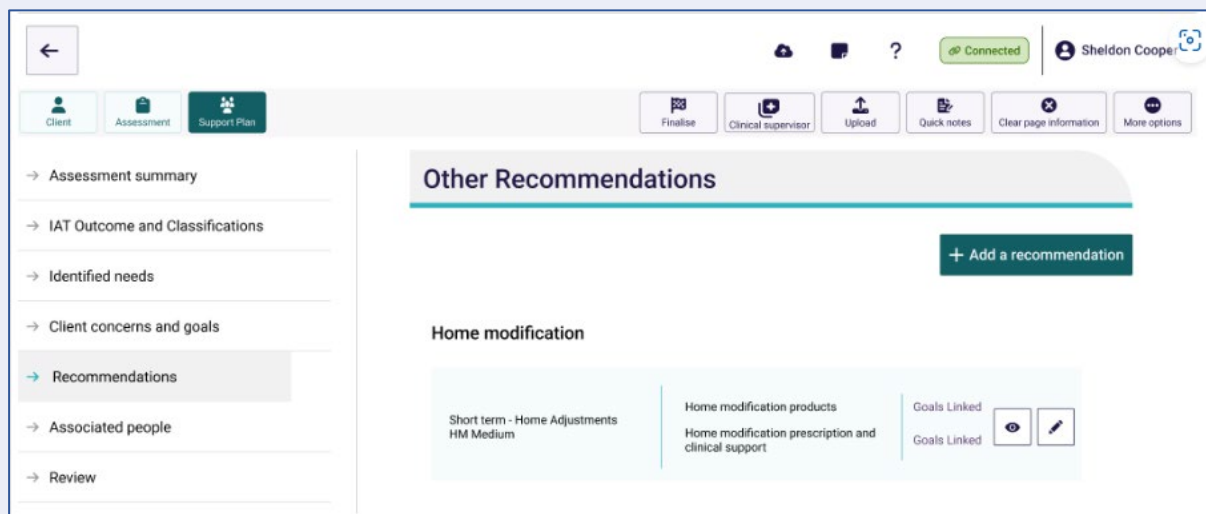 ?
Connected
Sheldon Cooper
Client
Assessment
Support Plan
Finalise
Clinical supervisor
Upload
Quick notes
Clear page information
More options
Assessment summary
IAT Outcome and Classifications
Identified needs
Client concerns and goals
Recommendations
Associated people
Review
Other Recommendations
+ Add a recommendation
Home modification
Short term - Home Adjustments
HM Medium
Home modification products
Home modification prescription and
clinical support
Goals Linked
Goals Linked